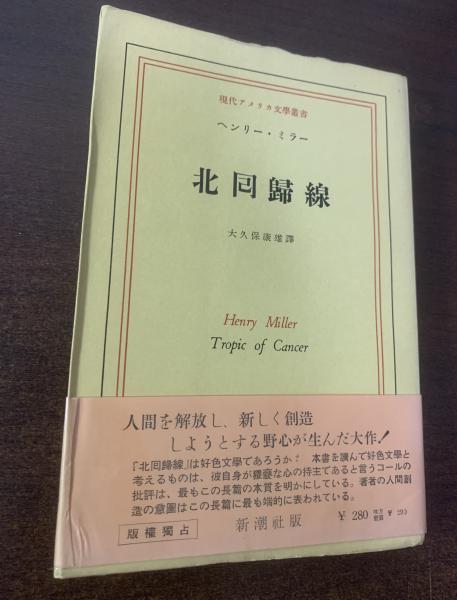 現代アメリカ文學叢書
ヘンリー・ミラー
北回歸線
大久保康雄譯
Henry Miller
Tropic of Cancer
人間を解放し、新しく創造
しようとする野心が生んだ大作!
『北回歸線』は好色文學であろうか? 本書を讀んで好色文學と
考えるものは、彼自身が猥褻な心の持主であると言うコールの
批評は、最もこの長篇の本質を明かにしている。著者の人間創
造の意圖はこの長篇に最も端的に表われている。
版權獨占
新潮社版
¥ 280 地方賣價 ¥ 290